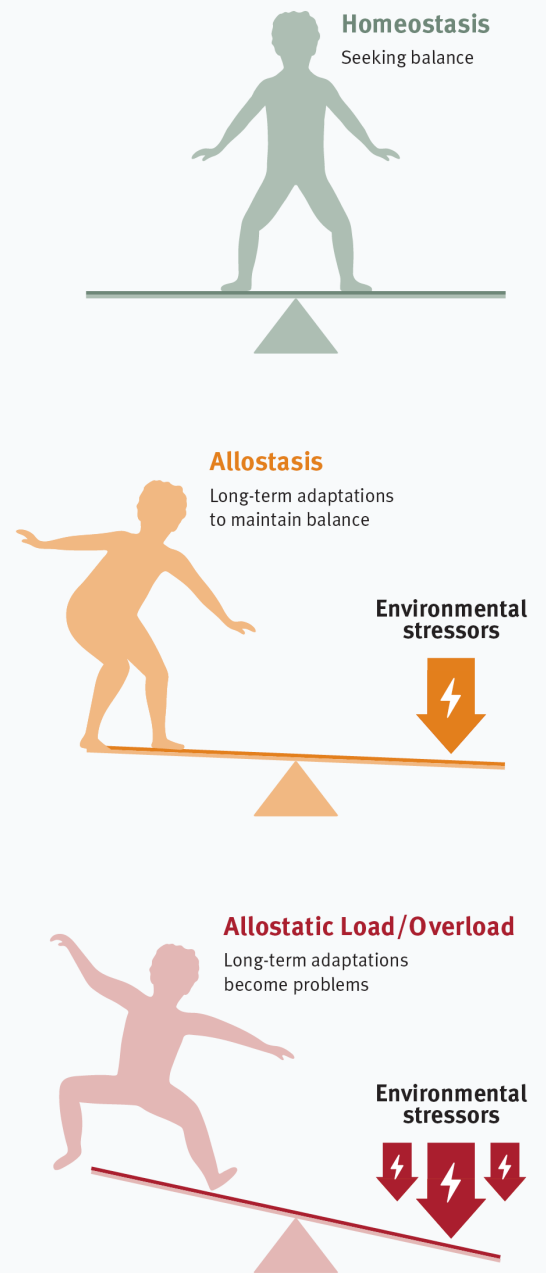 Homeostasis
Seeking balance
Allostasis
Long-term adaptations
to maintain balance
Environmental
stressors
Allostatic Load/Overload
Long-term adaptations
become problems
Environmental
stressors